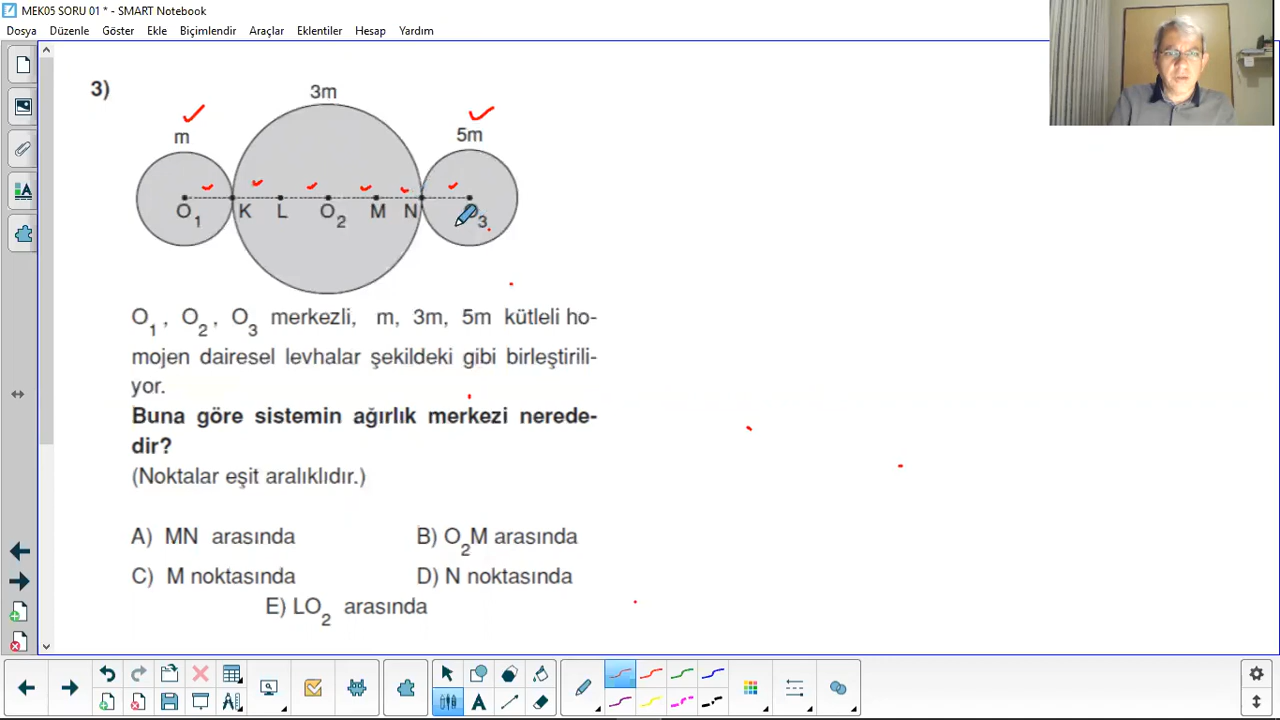 MEK05 SORU 01 * - SMART Notebook
Dosya Düzenle Göster Ekle Biçimlendiri Araçlar Eklentiler Hesap Yardım
3)
3m
m
5m
O1 K L O2 M N O3
O1 , O2 , O3 merkezli, m, 3m, 5m kütleli ho-
mojen dairesel levhalar şekildeki gibi birleştirili-
yor.
Buna göre sistemin ağırlık merkezi nerede-
dir?
(Noktalar eşit aralıklıdır.)
A) MN arasında B) O2M arasında
C) M noktasında D) N noktasında
E) LO2 arasında